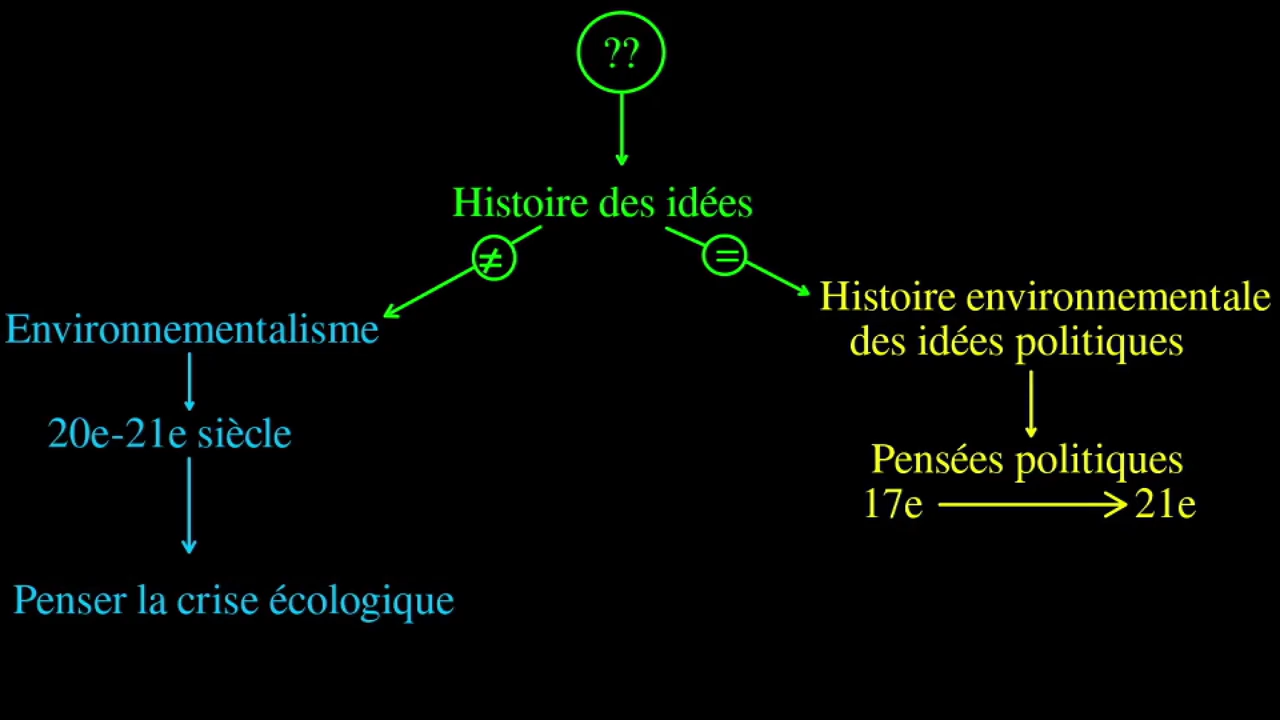 ??
Histoire des idées
≠
=
Environnementalisme
20e-21e siècle
Penser la crise écologique
Histoire environnementale
des idées politiques
Pensées politiques
17e 21e